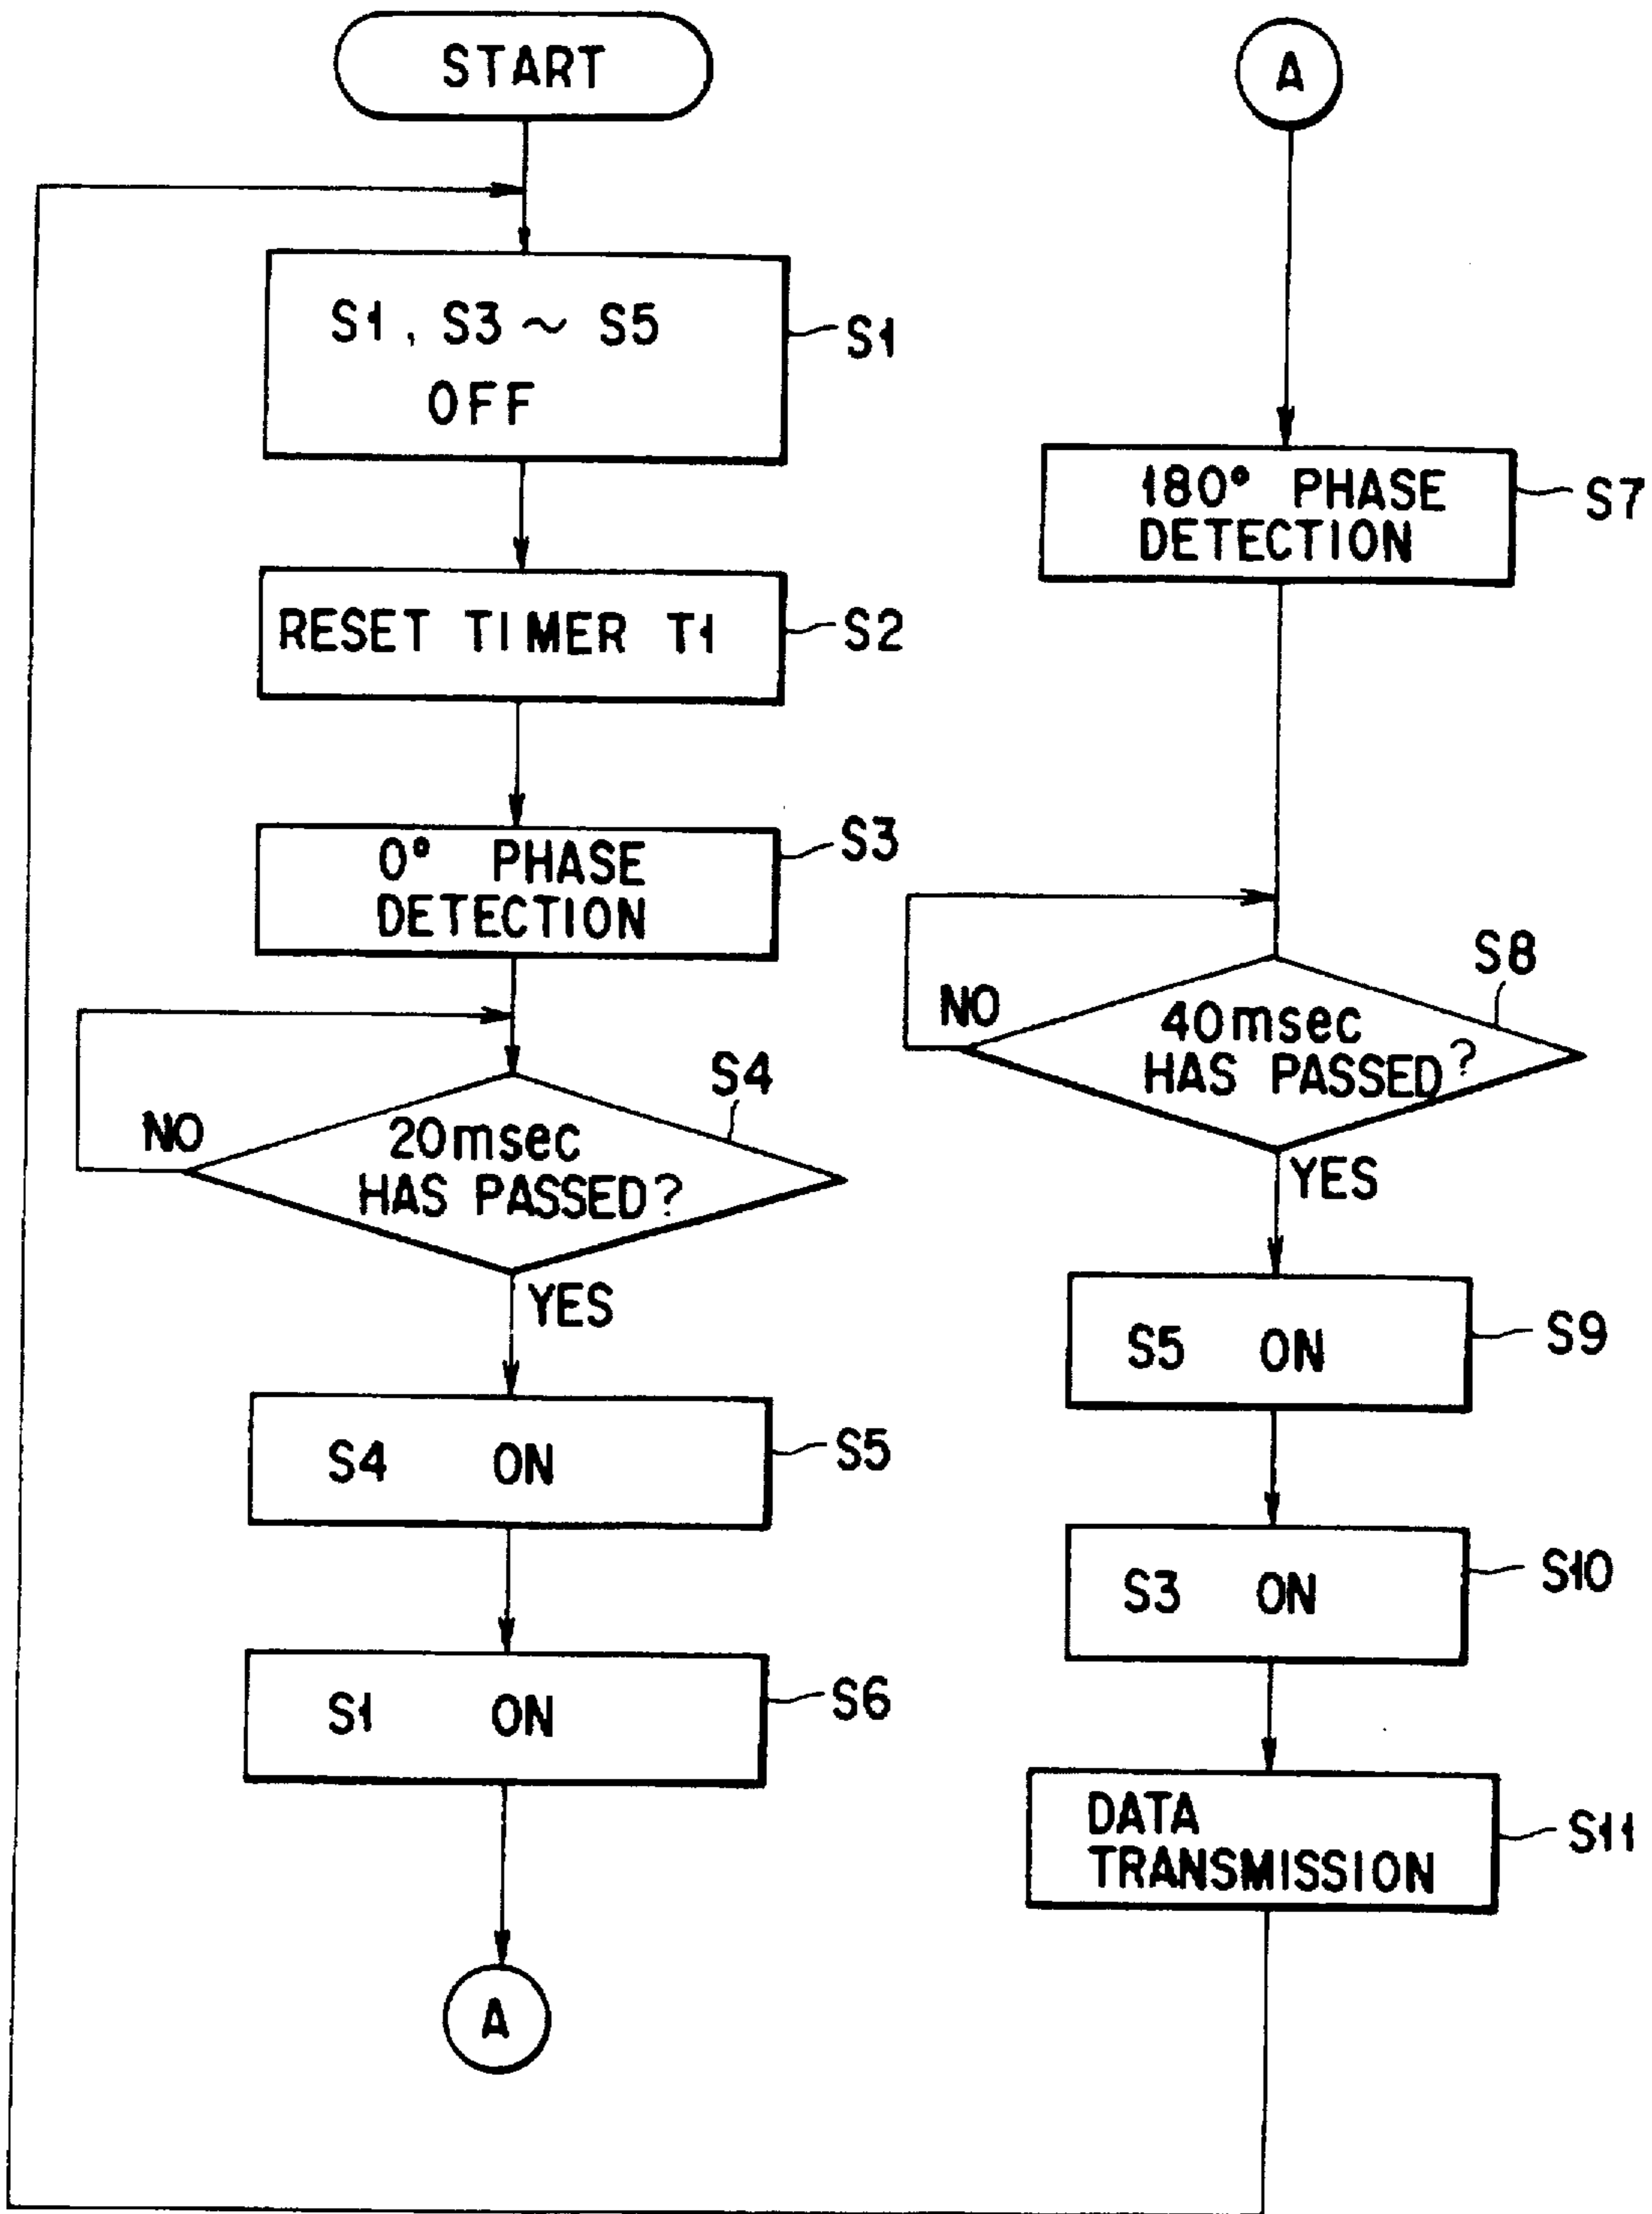 START
S1, S3 ~ S5
OFF
S1
RESET TIMER T1
S2
0° PHASE
DETECTION
S3
S4
NO
20msec
HAS PASSED?
YES
S4 ON
S5
S1 ON
S6
A
A
180° PHASE
DETECTION
S7
S8
NO
40msec
HAS PASSED?
YES
S5 ON
S9
S3 ON
S10
DATA
TRANSMISSION
S11